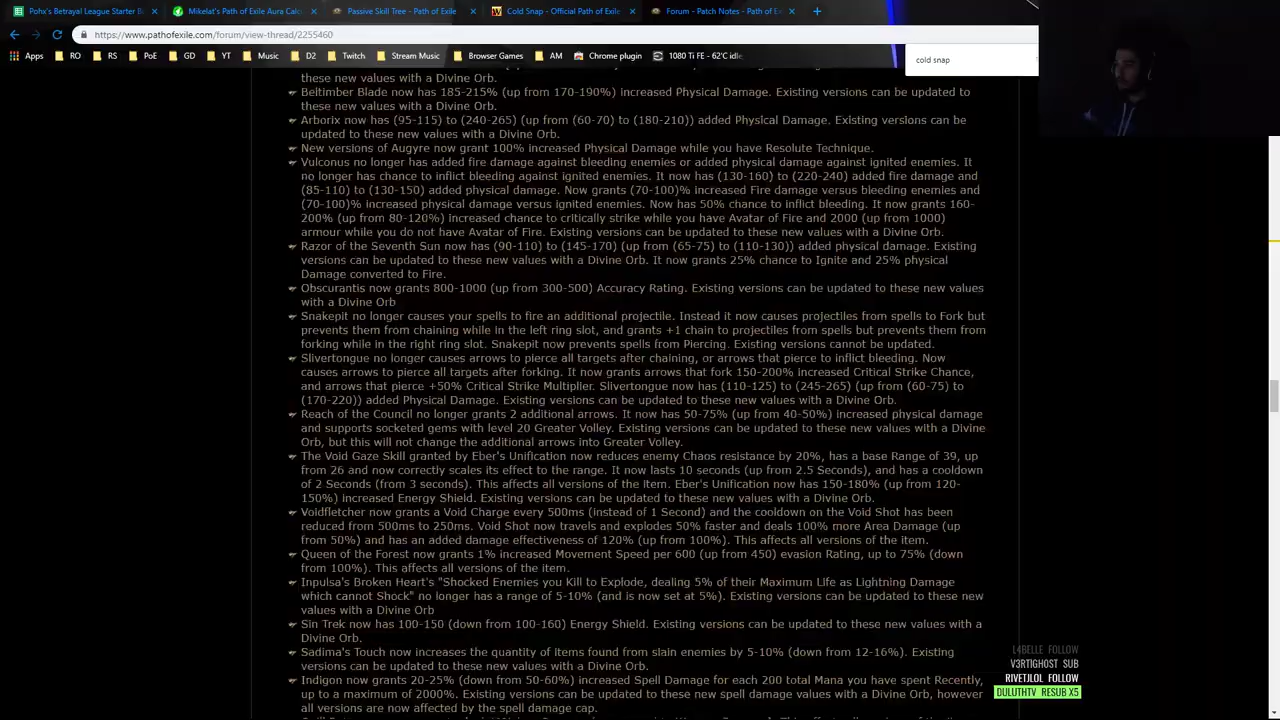 Pohx's Betrayal League Starter B
Mikelat's Path of Exile Aura Calc
Passive Skill Tree - Path of Exile
Cold Snap - Official Path of Exile
Forum - Patch Notes - Path of E
https://www.pathofexile.com/forum/view-thread/2255460
Apps RO RS PoE GD YT Music D2 Twitch Stream Music Browser Games AM Chrome plugin 1080 Ti FE - 62°C idle,
cold snap
these new values with a Divine Orb.
Beltimber Blade now has 185-215% (up from 170-190%) increased Physical Damage. Existing versions can be updated to
these new values with a Divine Orb.
Arborix now has (95-115) to (240-265) (up from (60-70) to (180-210)) added Physical Damage. Existing versions can be
updated to these new values with a Divine Orb.
New versions of Augyre now grant 100% increased Physical Damage while you have Resolute Technique.
Vulconus no longer has added fire damage against bleeding enemies or added physical damage against ignited enemies. It
no longer has chance to inflict bleeding against ignited enemies. It now has (130-160) to (220-240) added fire damage and
(85-110) to (130-150) added physical damage. Now grants (70-100)% increased Fire damage versus bleeding enemies and
(70-100)% increased physical damage versus ignited enemies. Now has 50% chance to inflict bleeding. It now grants 160-
200% (up from 80-120%) increased chance to critically strike while you have Avatar of Fire and 2000 (up from 1000)
armour while you do not have Avatar of Fire. Existing versions can be updated to these new values with a Divine Orb.
Razor of the Seventh Sun now has (90-110) to (145-170) (up from (65-75) to (110-130)) added physical damage. Existing
versions can be updated to these new values with a Divine Orb. It now grants 25% chance to Ignite and 25% physical
Damage converted to Fire.
Obscurantis now grants 800-1000 (up from 300-500) Accuracy Rating. Existing versions can be updated to these new values
with a Divine Orb
Snakepit no longer causes your spells to fire an additional projectile. Instead it now causes projectiles from spells to Fork but
prevents them from chaining while in the left ring slot, and grants +1 chain to projectiles from spells but prevents them from
forking while in the right ring slot. Snakepit now prevents spells from Piercing. Existing versions cannot be updated.
Slivertongue no longer causes arrows to pierce all targets after chaining, or arrows that pierce to inflict bleeding. Now
causes arrows to pierce all targets after forking. It now grants arrows that fork 150-200% increased Critical Strike Chance,
and arrows that pierce +50% Critical Strike Multiplier. Slivertongue now has (110-125) to (245-265) (up from (60-75) to
(170-220)) added Physical Damage. Existing versions can be updated to these new values with a Divine Orb.
Reach of the Council no longer grants 2 additional arrows. It now has 50-75% (up from 40-50%) increased physical damage
and supports socketed gems with level 20 Greater Volley. Existing versions can be updated to these new values with a Divine
Orb, but this will not change the additional arrows into Greater Volley.
The Void Gaze Skill granted by Eber's Unification now reduces enemy Chaos resistance by 20%, has a base Range of 39, up
from 26 and now correctly scales its effect to the range. It now lasts 10 seconds (up from 2.5 Seconds), and has a cooldown
of 2 Seconds (from 3 seconds). This affects all versions of the item. Eber's Unification now has 150-180% (up from 120-
150%) increased Energy Shield. Existing versions can be updated to these new values with a Divine Orb.
Voidfletcher now grants a Void Charge every 500ms (instead of 1 Second) and the cooldown on the Void Shot has been
reduced from 500ms to 250ms. Void Shot now travels and explodes 50% faster and deals 100% more Area Damage (up
from 50%) and has an added damage effectiveness of 120% (up from 100%). This affects all versions of the item.
Queen of the Forest now grants 1% increased Movement Speed per 600 (up from 450) evasion Rating, up to 75% (down
from 100%). This affects all versions of the item.
Inpulsa's Broken Heart's "Shocked Enemies you Kill to Explode, dealing 5% of their Maximum Life as Lightning Damage
which cannot Shock" no longer has a range of 5-10% (and is now set at 5%). Existing versions can be updated to these new
values with a Divine Orb
Sin Trek now has 100-150 (down from 100-160) Energy Shield. Existing versions can be updated to these new values with a
Divine Orb.
Sadima's Touch now increases the quantity of items found from slain enemies by 5-10% (down from 12-16%). Existing
versions can be updated to these new values with a Divine Orb.
Indigon now grants 20-25% (down from 50-60%) increased Spell Damage for each 200 total Mana you have spent Recently,
up to a maximum of 2000%. Existing versions can be updated to these new spell damage values with a Divine Orb, however
all versions are now affected by the spell damage cap.
L4BELLE FOLLOW
V3RTIGHOST SUB
RIVETJLOL FOLLOW
DULUTHTV RESUB X5